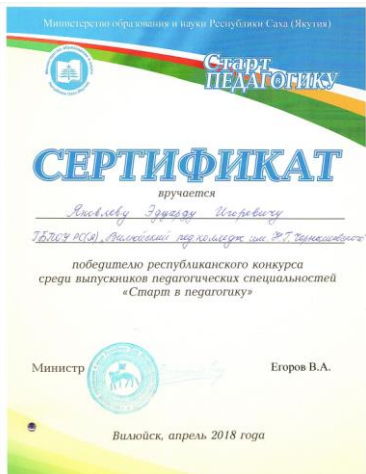 Министерство образования и науки Республики Саха (Якутия)
Старт
ПЕДАГОГИКУ
СЕРТИФИКАТ
вручается
Яковлеву Эдуарду Игоревичу
ГБПОУ РС(Я) "Вилюйский педколледж им. Н.Г. Чернышевского"
победителю республиканского конкурса
среди выпускников педагогических специальностей
«Старт в педагогику»
Министр
Егоров В.А.
Вилюйск, апрель 2018 года